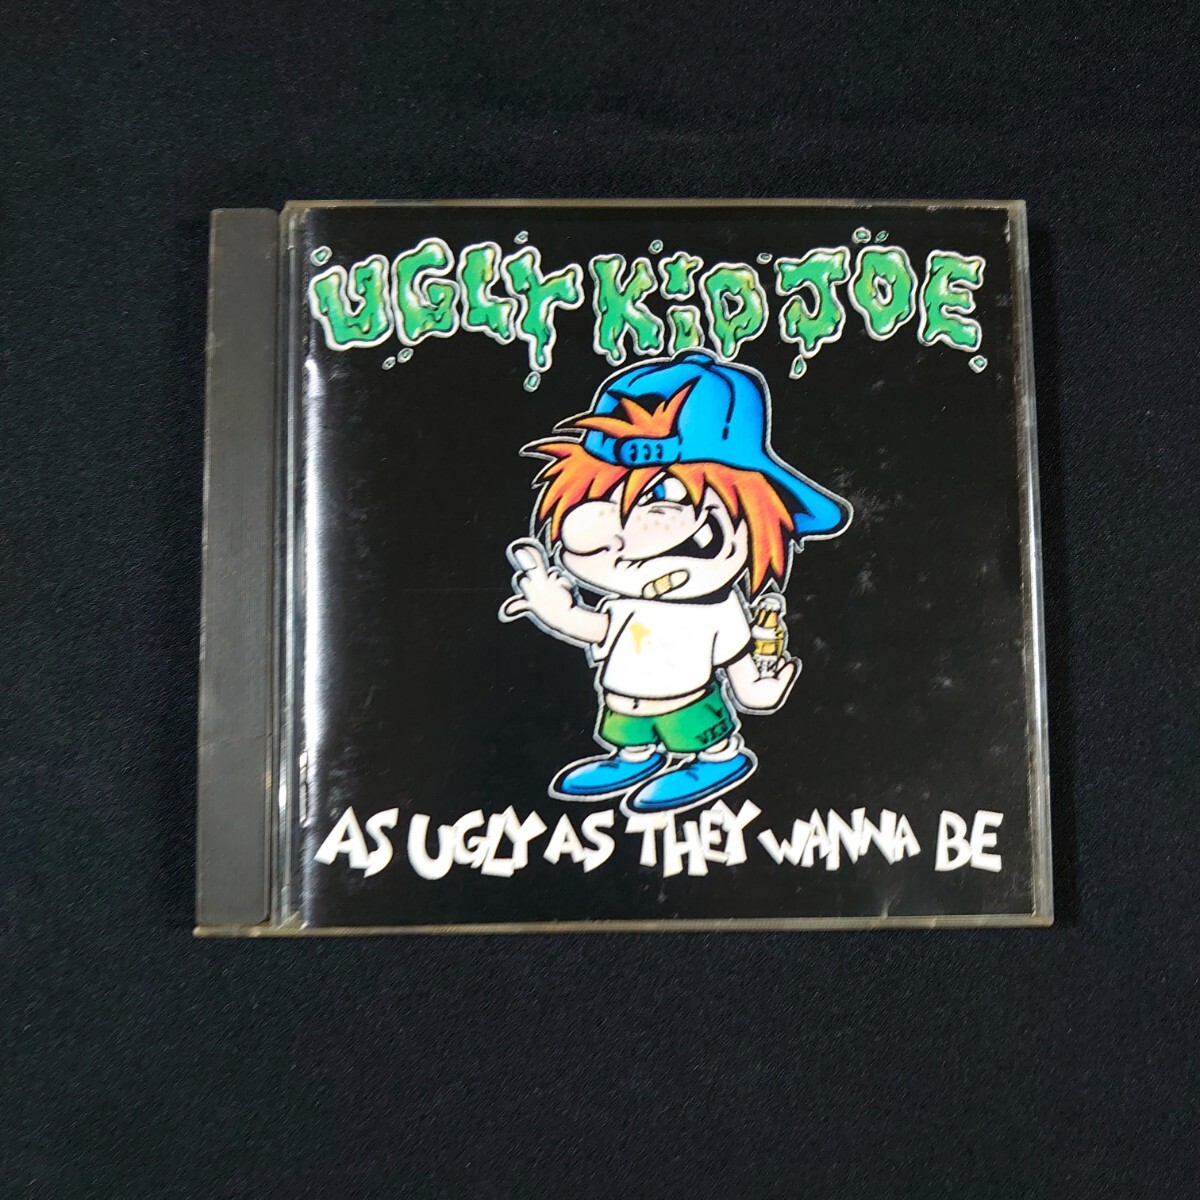 UGLY KiD JOE
AS UGLY AS THEY WANNA BE